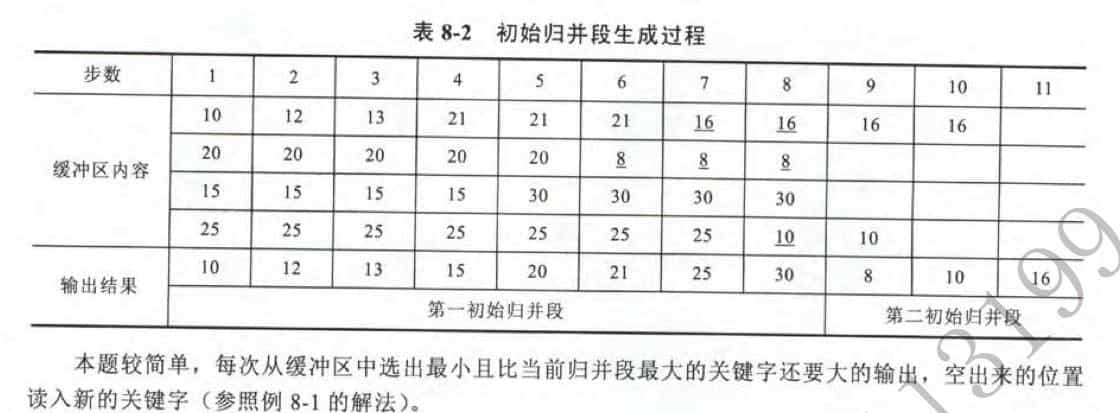 表 8-2 初始归并段生成过程
步数 1 2 3 4 5 6 7 8 9 10 11
10 12 13 21 21 21 16 16 16 16
20 20 20 20 20 8 8 8
缓冲区内容
15 15 15 15 30 30 30 30
25 25 25 25 25 25 25 10 10
输出结果 10 12 13 15 20 21 25 30 8 10 16
第一初始归并段 第二初始归并段
本题较简单，每次从缓冲区中选出最小且比当前归并段最大的关键字还要大的输出，空出来的位置
读入新的关键字（参照例 8-1 的解法）。
13199